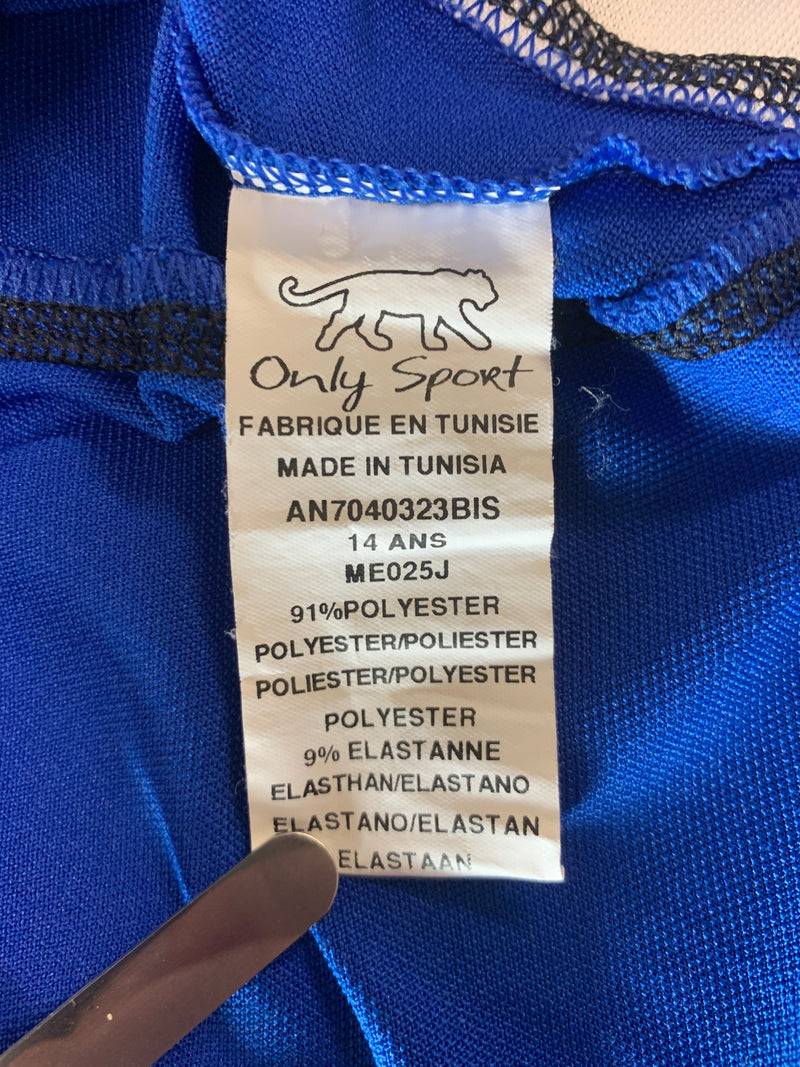 Only Sport
FABRIQUE EN TUNISIE
MADE IN TUNISIA
AN7040323BIS
14 ANS
ME025J
91%POLYESTER
POLYESTER/POLIESTER
POLIESTER/POLYESTER
POLYESTER
9% ELASTANNE
ELASTHAN/ELASTANO
ELASTANO/ELASTAN
ELASTAAN